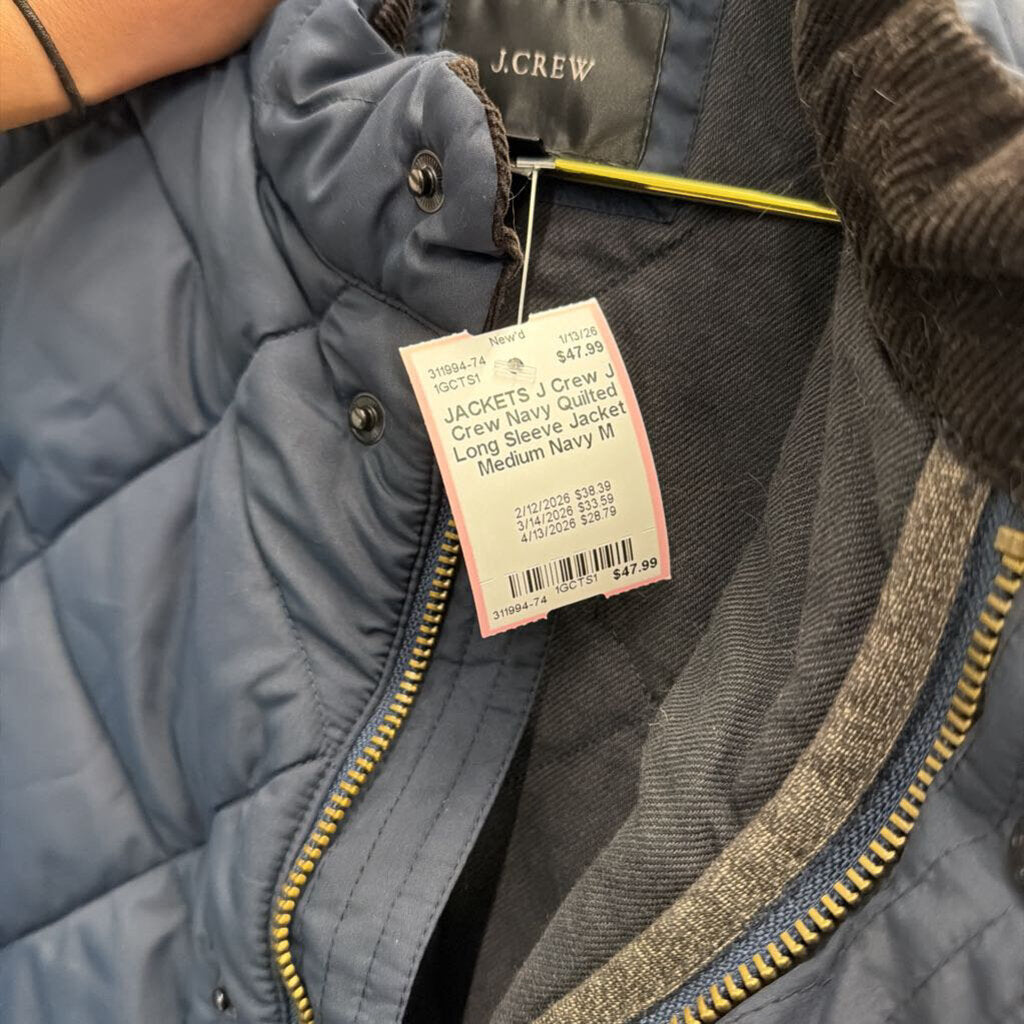 J.CREW
New'd
311994-74 1/13/26
1GCTS1 $47.99
JACKETS J Crew J
Crew Navy Quilted
Long Sleeve Jacket
Medium Navy M
2/12/2026 $38.39
3/14/2026 $33.59
4/13/2026 $28.79
311994-74 1GCTS1 $47.99